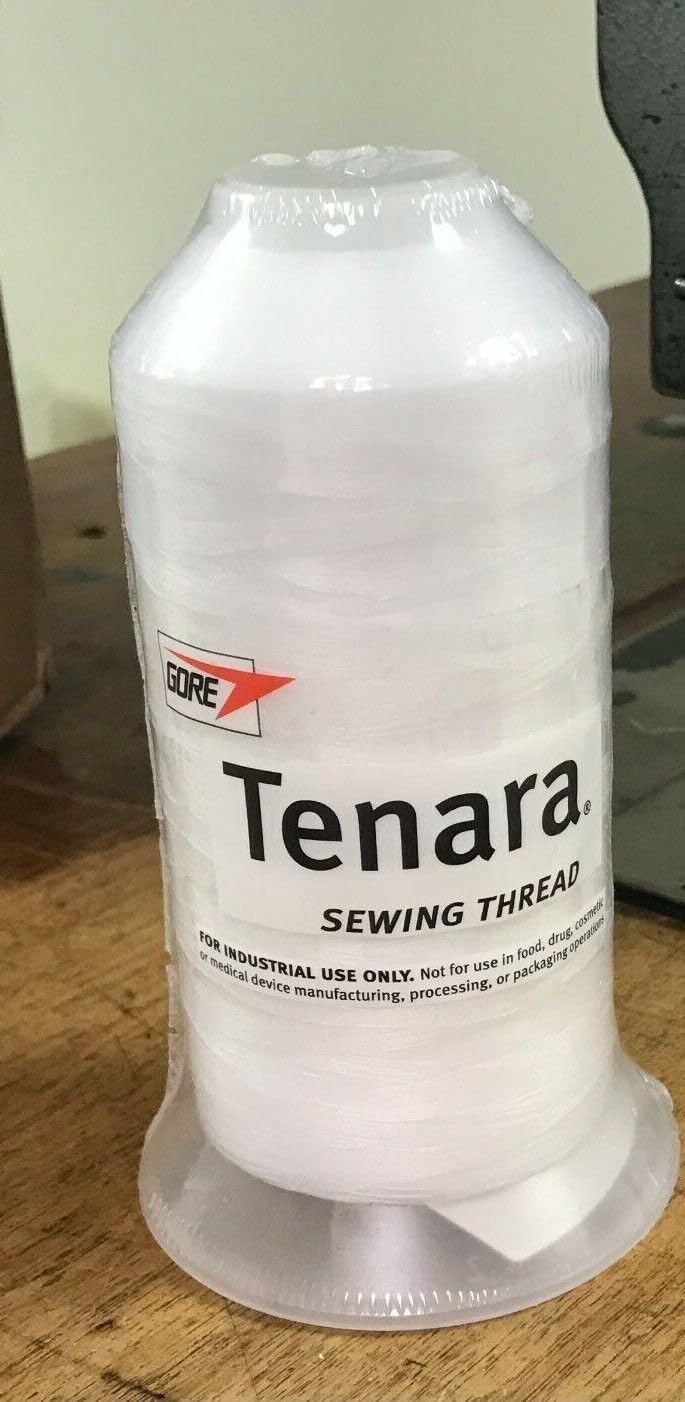 GORE
Tenara®
SEWING THREAD
FOR INDUSTRIAL USE ONLY. Not for use in food, drug, cosmetic
or medical device manufacturing, processing, or packaging operations